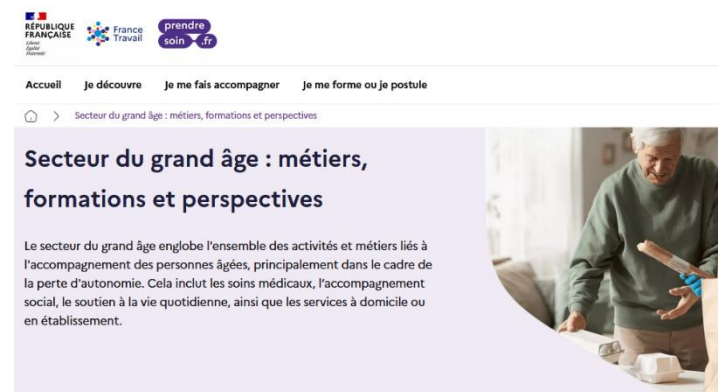 RÉPUBLIQUE
FRANÇAISE
Liberté
Égalité
Fraternité
France
Travail
prendre
soin .fr
Accueil Je découvre Je me fais accompagner Je me forme ou je postule
> Secteur du grand âge : métiers, formations et perspectives
Secteur du grand âge : métiers,
formations et perspectives
Le secteur du grand âge englobe l'ensemble des activités et métiers liés à
l'accompagnement des personnes âgées, principalement dans le cadre de
la perte d'autonomie. Cela inclut les soins médicaux, l'accompagnement
social, le soutien à la vie quotidienne, ainsi que les services à domicile ou
en établissement.